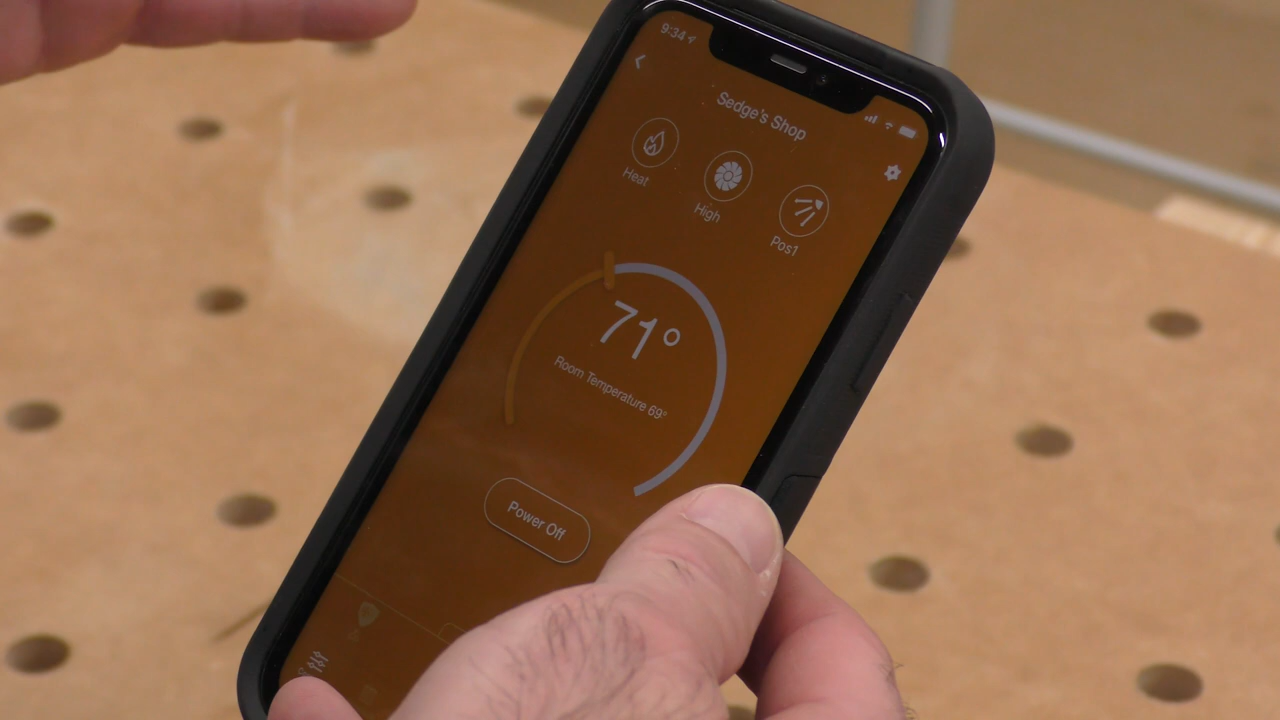 9:34
Sedge's Shop
Heat
High
Pos1
71°
Room Temperature 69°
Power Off